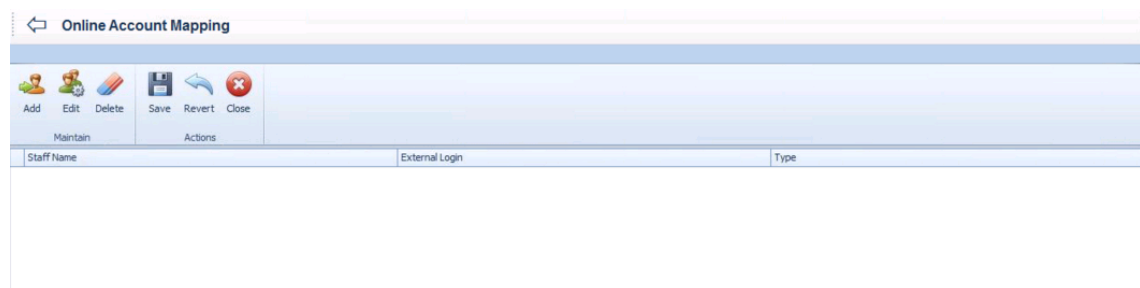 Online Account Mapping
Add Edit Delete Save Revert Close
Maintain Actions
Staff Name External Login Type